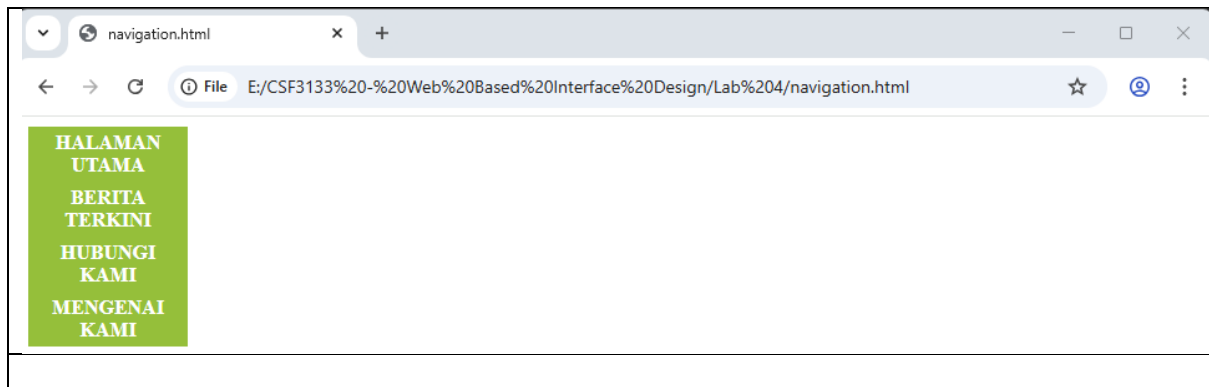 navigation.html
File E:/CSF3133%20-%20Web%20Based%20Interface%20Design/Lab%204/navigation.html
HALAMAN
UTAMA
BERITA
TERKINI
HUBUNGI
KAMI
MENGENAI
KAMI